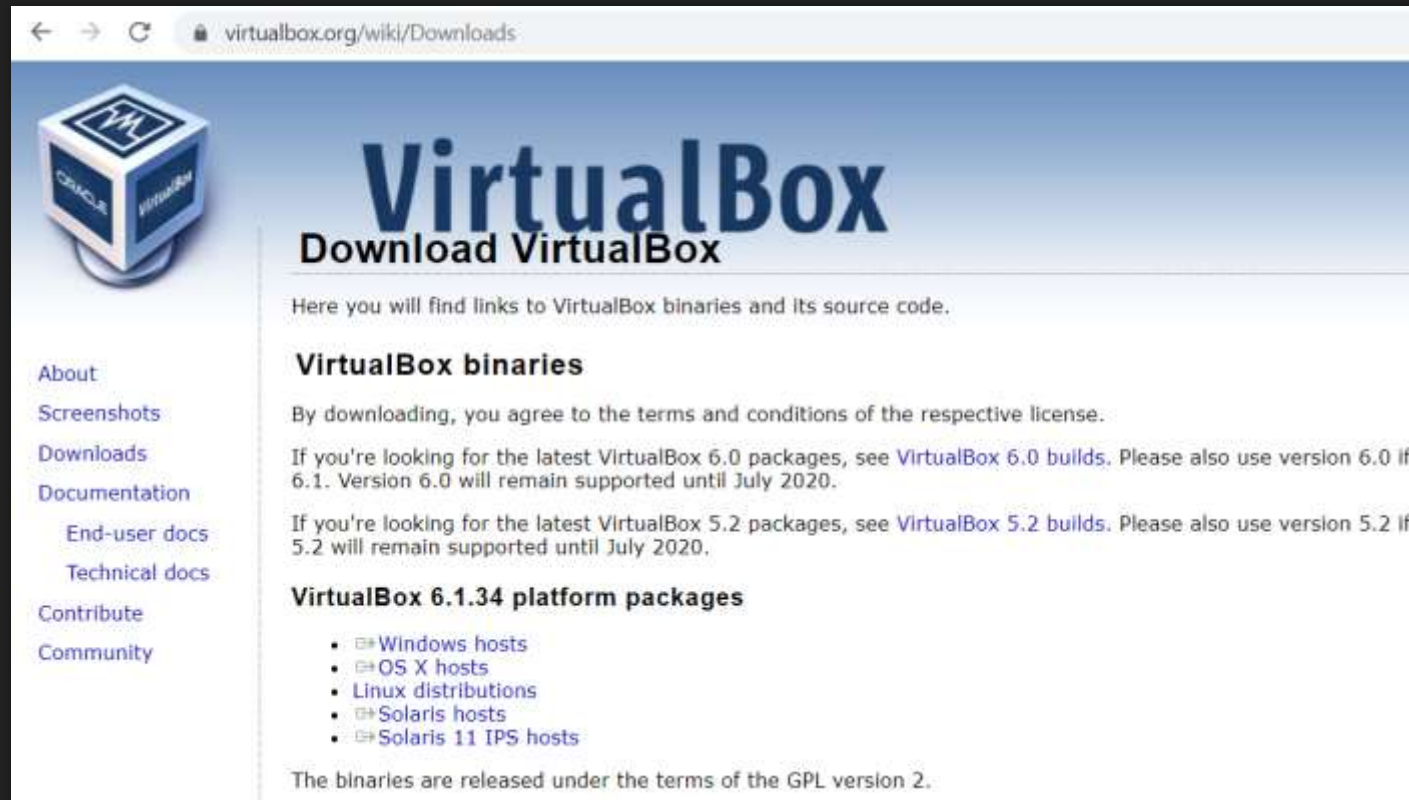 virtualbox.org/wiki/Downloads
ORACLE
VirtualBox
VirtualBox
Download VirtualBox
Here you will find links to VirtualBox binaries and its source code.
About
Screenshots
Downloads
Documentation
End-user docs
Technical docs
Contribute
Community
VirtualBox binaries
By downloading, you agree to the terms and conditions of the respective license.
If you're looking for the latest VirtualBox 6.0 packages, see VirtualBox 6.0 builds. Please also use version 6.0 if
6.1. Version 6.0 will remain supported until July 2020.
If you're looking for the latest VirtualBox 5.2 packages, see VirtualBox 5.2 builds. Please also use version 5.2 if
5.2 will remain supported until July 2020.
VirtualBox 6.1.34 platform packages
• Windows hosts
• OS X hosts
• Linux distributions
• Solaris hosts
• Solaris 11 IPS hosts
The binaries are released under the terms of the GPL version 2.